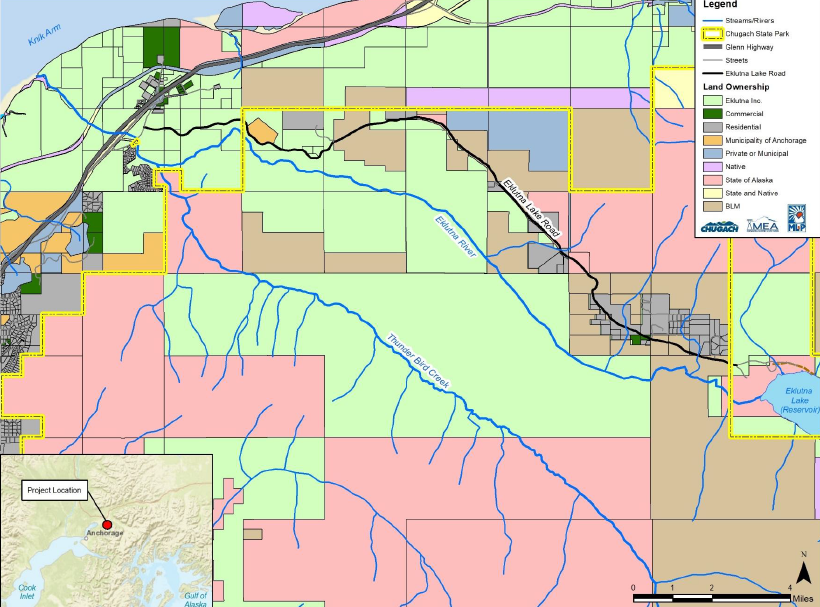 Knik Arm
Legend
Streams/Rivers
Chugach State Park
Glenn Highway
Streets
Eklutna Lake Road
Land Ownership
Eklutna Inc.
Commercial
Residential
Municipality of Anchorage
Private or Municipal
Native
State of Alaska
State and Native
BLM
CHUGACH
MEA
ML&P
Eklutna Lake Road
Eklutna River
Thunder Bird Creek
Eklutna
Lake
(Reservoir)
Project Location
Anchorage
Cook
Inlet
Gulf of
Alaska
N
0 1 2 4
Miles